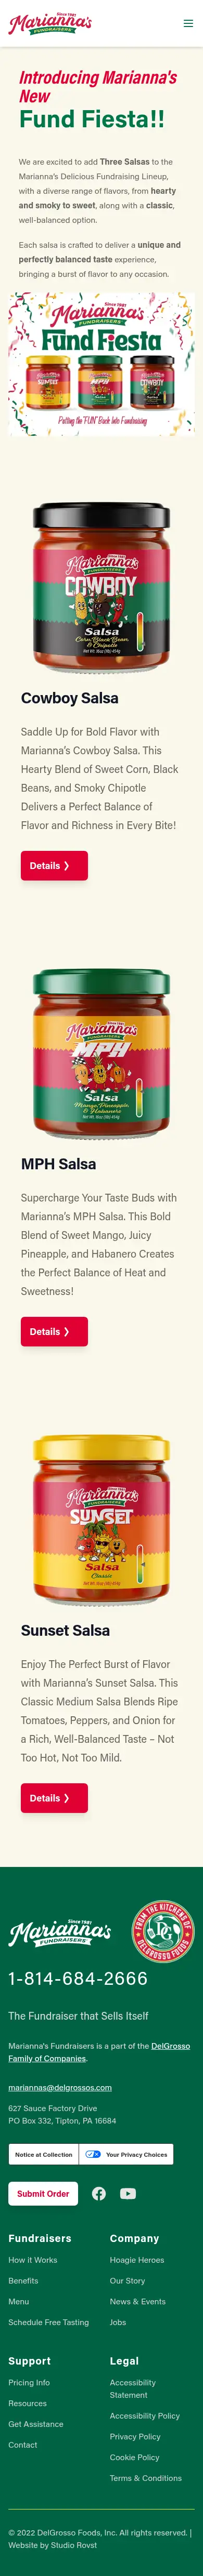 Since 1981
Marianna's
FUNDRAISERS
Introducing Marianna's
New
Fund Fiesta!!
We are excited to add Three Salsas to the
Marianna's Delicious Fundraising Lineup,
with a diverse range of flavors, from hearty
and smoky to sweet, along with a classic,
well-balanced option.
Each salsa is crafted to deliver a unique and
perfectly balanced taste experience,
bringing a burst of flavor to any occasion.
Since 1981
Marianna's
FUNDRAISERS
Fund Fiesta
SUNSET
MPH
COWBOY
Putting the "FUN" Back Into Fundraising
Marianna's
FUNDRAISERS
COWBOY
Salsa
Corn, Black Bean,
& Chipotle
Cowboy Salsa
Saddle Up for Bold Flavor with
Marianna's Cowboy Salsa. This
Hearty Blend of Sweet Corn, Black
Beans, and Smoky Chipotle
Delivers a Perfect Balance of
Flavor and Richness in Every Bite!
Details ❯
Marianna's
FUNDRAISERS
MPH
Salsa
Mango, Pineapple,
& Habanero
MPH Salsa
Supercharge Your Taste Buds with
Marianna's MPH Salsa. This Bold
Blend of Sweet Mango, Juicy
Pineapple, and Habanero Creates
the Perfect Balance of Heat and
Sweetness!
Details ❯
Marianna's
FUNDRAISERS
SUNSET
Salsa
Classic
Sunset Salsa
Enjoy The Perfect Burst of Flavor
with Marianna's Sunset Salsa. This
Classic Medium Salsa Blends Ripe
Tomatoes, Peppers, and Onion for
a Rich, Well-Balanced Taste – Not
Too Hot, Not Too Mild.
Details ❯
Since 1981
Marianna's
FUNDRAISERS
FROM THE KITCHENS OF
DG
DELGROSSO FOODS
1-814-684-2666
The Fundraiser that Sells Itself
Marianna's Fundraisers is a part of the DelGrosso
Family of Companies.
mariannas@delgrossos.com
627 Sauce Factory Drive
PO Box 332, Tipton, PA 16684
Notice at Collection
Your Privacy Choices
Submit Order
Fundraisers
How it Works
Benefits
Menu
Schedule Free Tasting
Company
Hoagie Heroes
Our Story
News & Events
Jobs
Support
Pricing Info
Resources
Get Assistance
Contact
Legal
Accessibility
Statement
Accessibility Policy
Privacy Policy
Cookie Policy
Terms & Conditions
© 2022 DelGrosso Foods, Inc. All rights reserved. |
Website by Studio Rovst